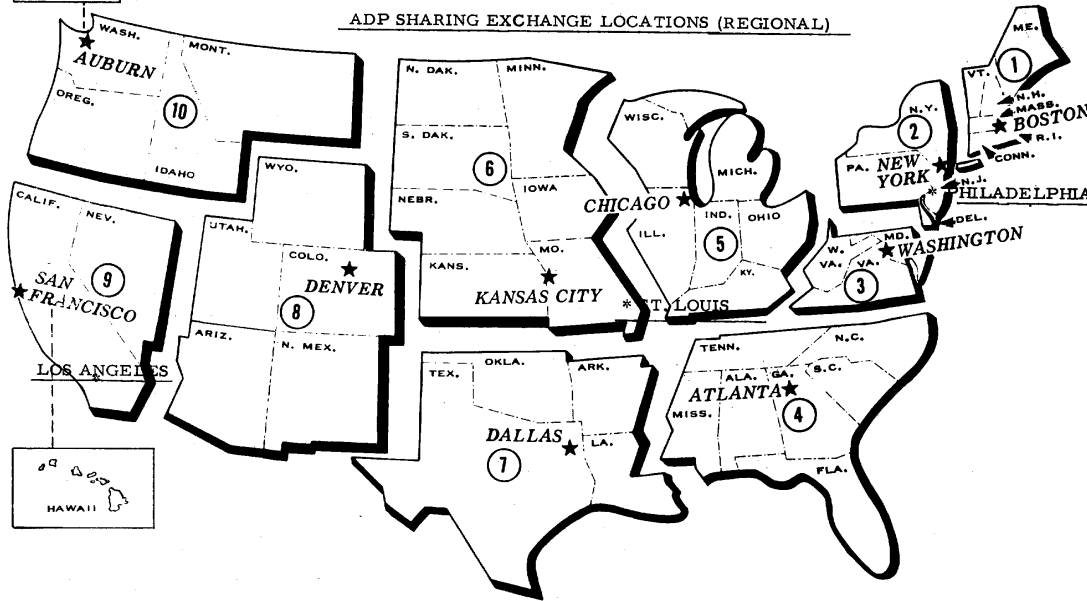 ADP SHARING EXCHANGE LOCATIONS (REGIONAL)
WASH.
MONT.
AUBURN
OREG.
10
IDAHO
N. DAK.
MINN.
S. DAK.
6
NEBR.
IOWA
KANS.
MO.
KANSAS CITY
* ST. LOUIS
WISC.
MICH.
CHICAGO
IND.
OHIO
ILL.
5
KY.
ME.
VT.
1
N.H.
MASS.
BOSTON
R.I.
CONN.
N.Y.
2
PA.
NEW
YORK
N.J.
* PHILADELPHIA
DEL.
MD.
WASHINGTON
W.
VA.
VA.
3
CALIF.
NEV.
9
SAN
FRANCISCO
LOS ANGELES
*
HAWAII
WYO.
UTAH.
COLO.
DENVER
8
ARIZ.
N. MEX.
TEX.
OKLA.
ARK.
DALLAS
LA.
7
TENN.
N.C.
ALA.
GA.
S.C.
ATLANTA
MISS.
4
FLA.